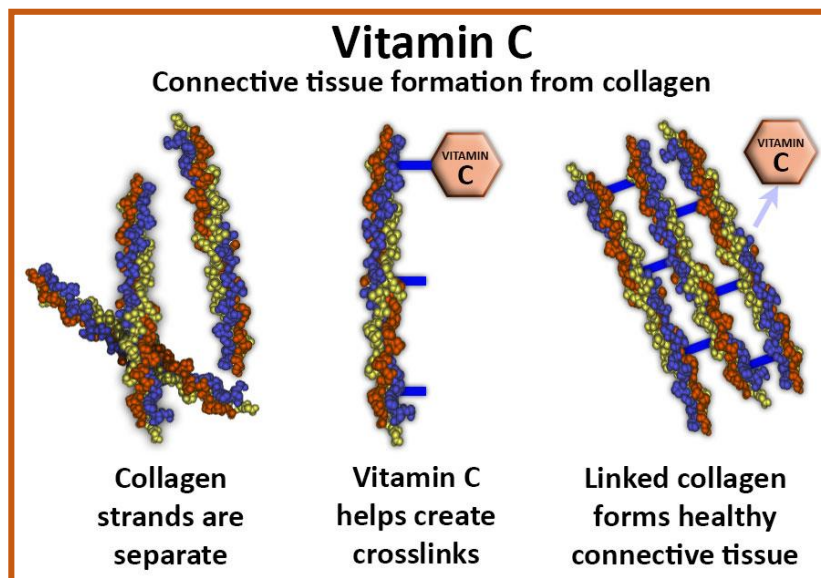 Vitamin C
Connective tissue formation from collagen
VITAMIN
C
VITAMIN
C
Collagen
strands are
separate
Vitamin C
helps create
crosslinks
Linked collagen
forms healthy
connective tissue